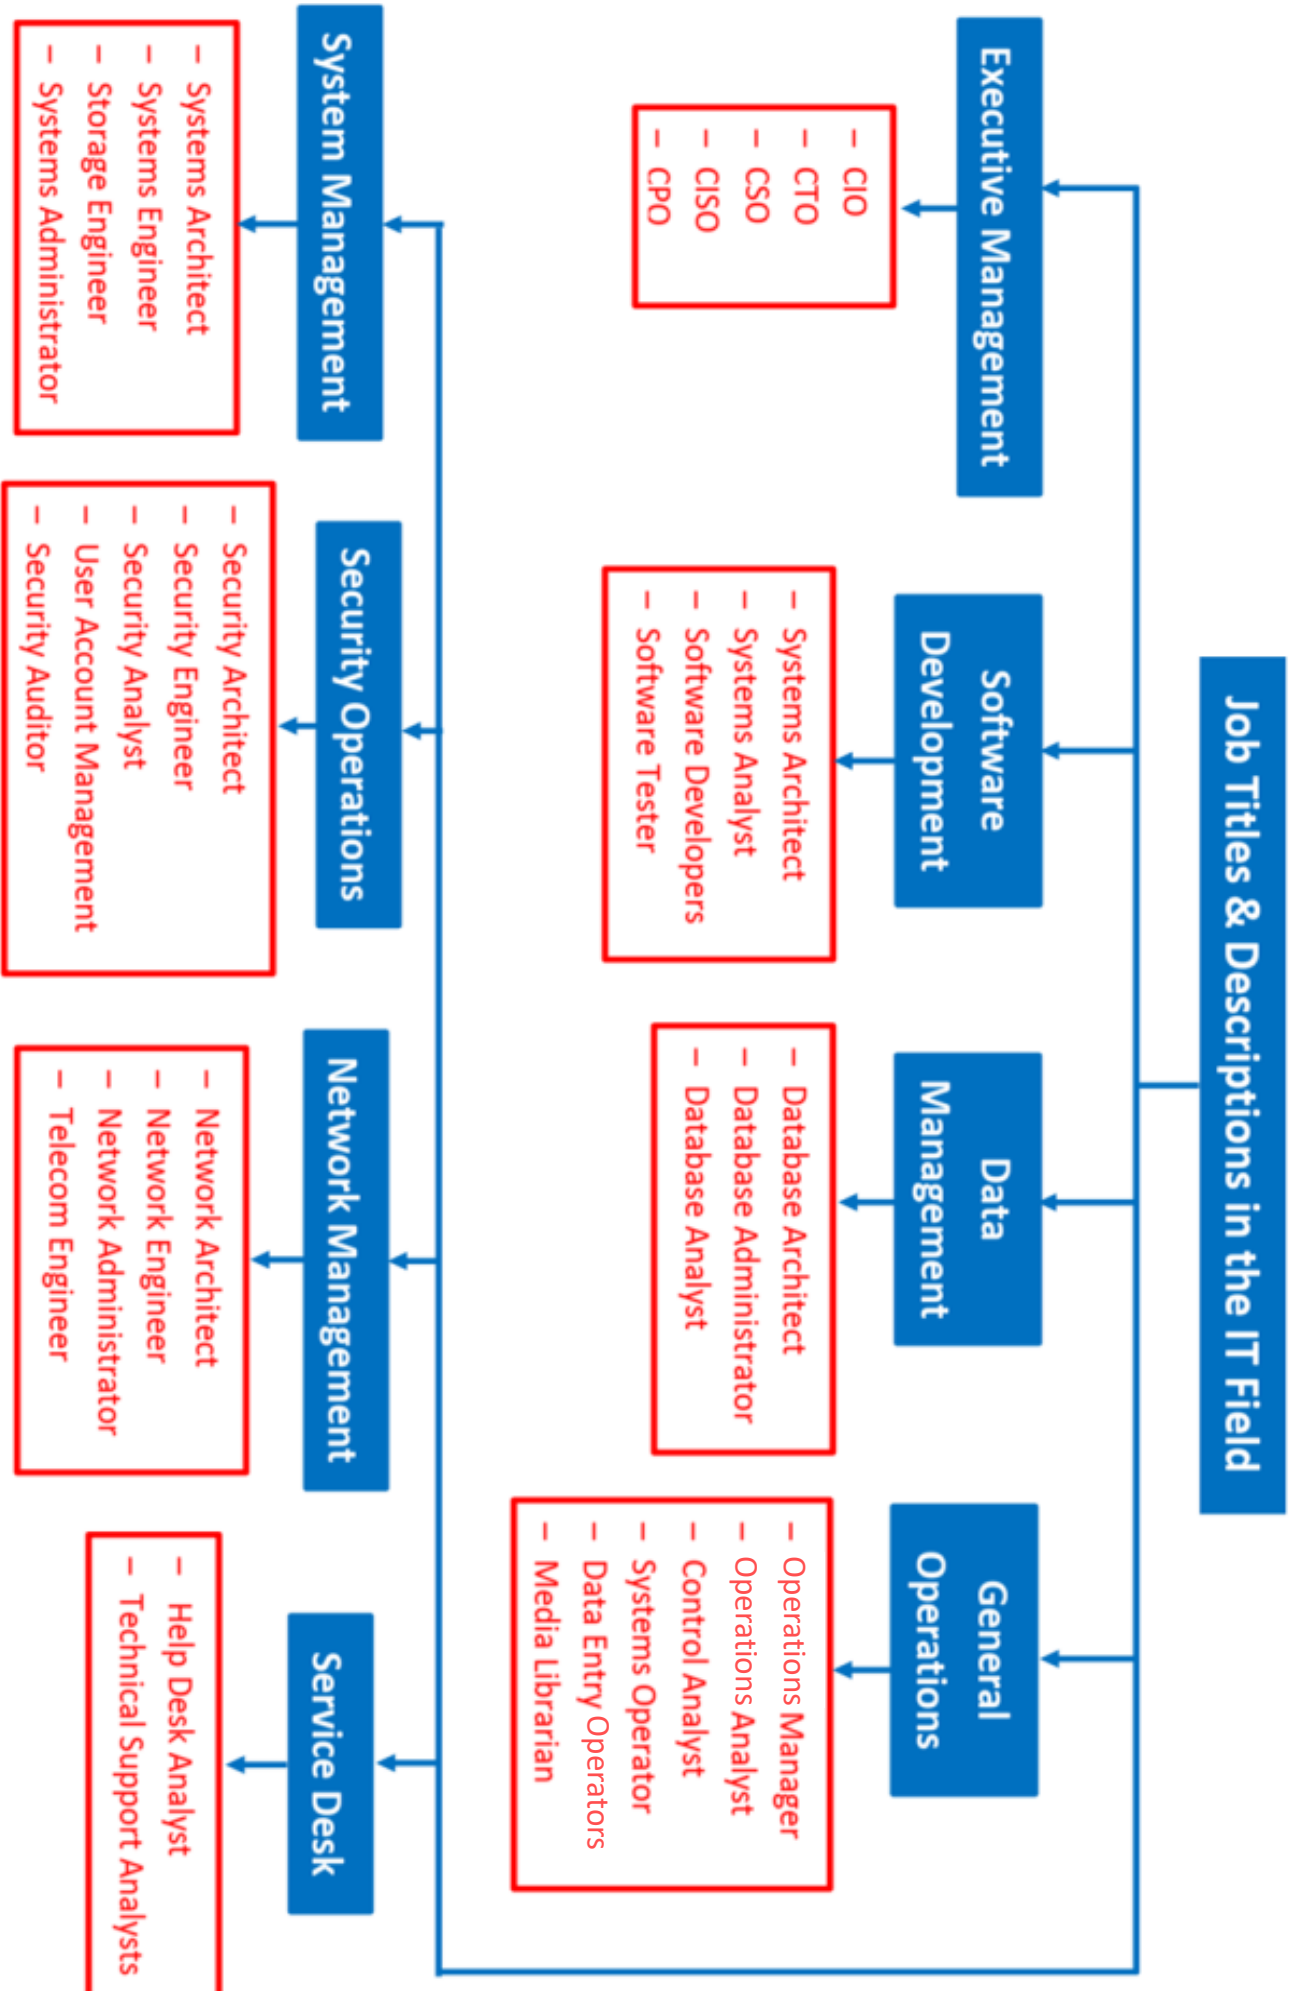 Job Titles & Descriptions in the IT Field
Executive Management
– CIO
– CTO
– CSO
– CISO
– CPO
Software
Development
– Systems Architect
– Systems Analyst
– Software Developers
– Software Tester
Data
Management
– Database Architect
– Database Administrator
– Database Analyst
General
Operations
– Operations Manager
– Operations Analyst
– Control Analyst
– Systems Operator
– Data Entry Operators
– Media Librarian
System Management
– Systems Architect
– Systems Engineer
– Storage Engineer
– Systems Administrator
Security Operations
– Security Architect
– Security Engineer
– Security Analyst
– User Account Management
– Security Auditor
Network Management
– Network Architect
– Network Engineer
– Network Administrator
– Telecom Engineer
Service Desk
– Help Desk Analyst
– Technical Support Analysts